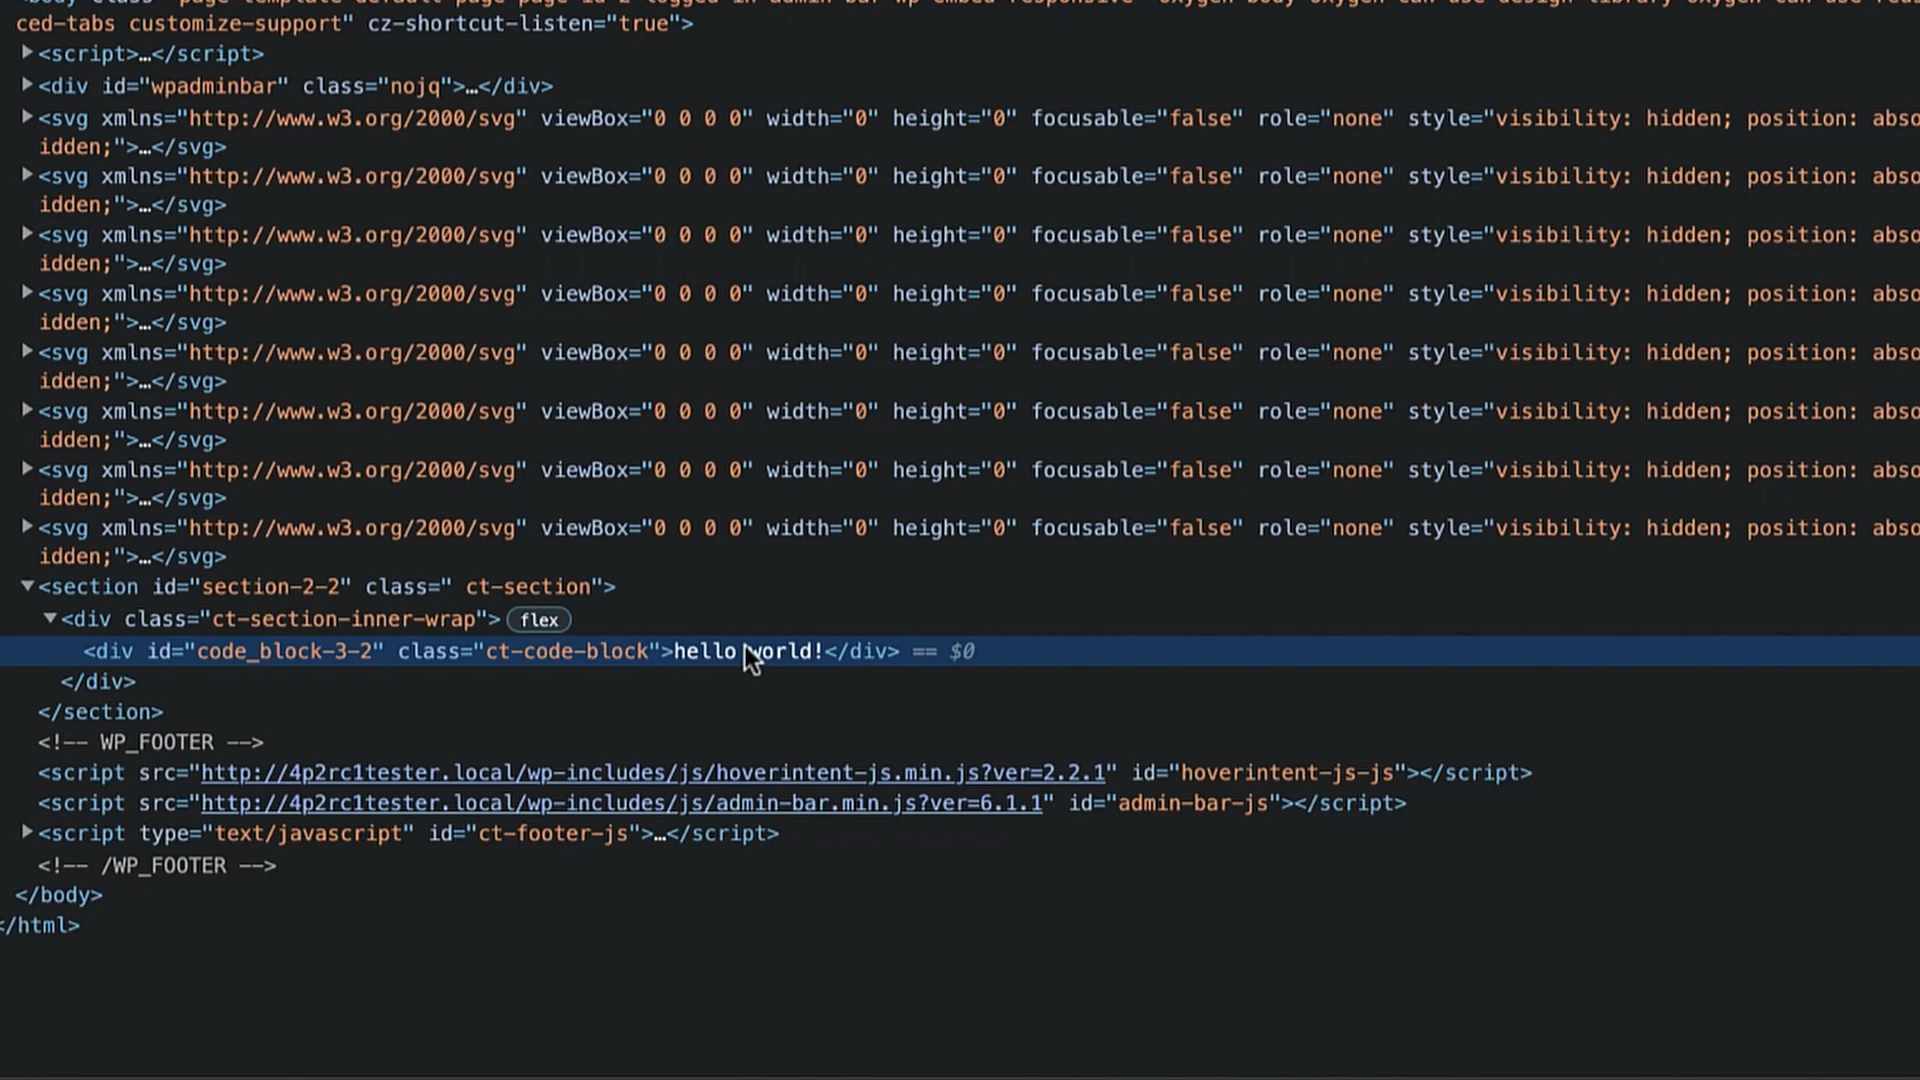 ced-tabs customize-support" cz-shortcut-listen="true">
<script>…</script>
<div id="wpadminbar" class="nojq">…</div>
<svg xmlns="http://www.w3.org/2000/svg" viewBox="0 0 0 0" width="0" height="0" focusable="false" role="none" style="visibility: hidden; position: abso
idden;">…</svg>
<svg xmlns="http://www.w3.org/2000/svg" viewBox="0 0 0 0" width="0" height="0" focusable="false" role="none" style="visibility: hidden; position: abso
idden;">…</svg>
<svg xmlns="http://www.w3.org/2000/svg" viewBox="0 0 0 0" width="0" height="0" focusable="false" role="none" style="visibility: hidden; position: abso
idden;">…</svg>
<svg xmlns="http://www.w3.org/2000/svg" viewBox="0 0 0 0" width="0" height="0" focusable="false" role="none" style="visibility: hidden; position: abso
idden;">…</svg>
<svg xmlns="http://www.w3.org/2000/svg" viewBox="0 0 0 0" width="0" height="0" focusable="false" role="none" style="visibility: hidden; position: abso
idden;">…</svg>
<svg xmlns="http://www.w3.org/2000/svg" viewBox="0 0 0 0" width="0" height="0" focusable="false" role="none" style="visibility: hidden; position: abso
idden;">…</svg>
<svg xmlns="http://www.w3.org/2000/svg" viewBox="0 0 0 0" width="0" height="0" focusable="false" role="none" style="visibility: hidden; position: abso
idden;">…</svg>
<svg xmlns="http://www.w3.org/2000/svg" viewBox="0 0 0 0" width="0" height="0" focusable="false" role="none" style="visibility: hidden; position: abso
idden;">…</svg>
<section id="section-2-2" class=" ct-section">
<div class="ct-section-inner-wrap"> flex
<div id="code_block-3-2" class="ct-code-block">hello world!</div> == $0
</div>
</section>
<!-- WP_FOOTER -->
<script src="http://4p2rc1tester.local/wp-includes/js/hoverintent-js.min.js?ver=2.2.1" id="hoverintent-js-js"></script>
<script src="http://4p2rc1tester.local/wp-includes/js/admin-bar.min.js?ver=6.1.1" id="admin-bar-js"></script>
<script type="text/javascript" id="ct-footer-js">…</script>
<!-- /WP_FOOTER -->
</body>
</html>